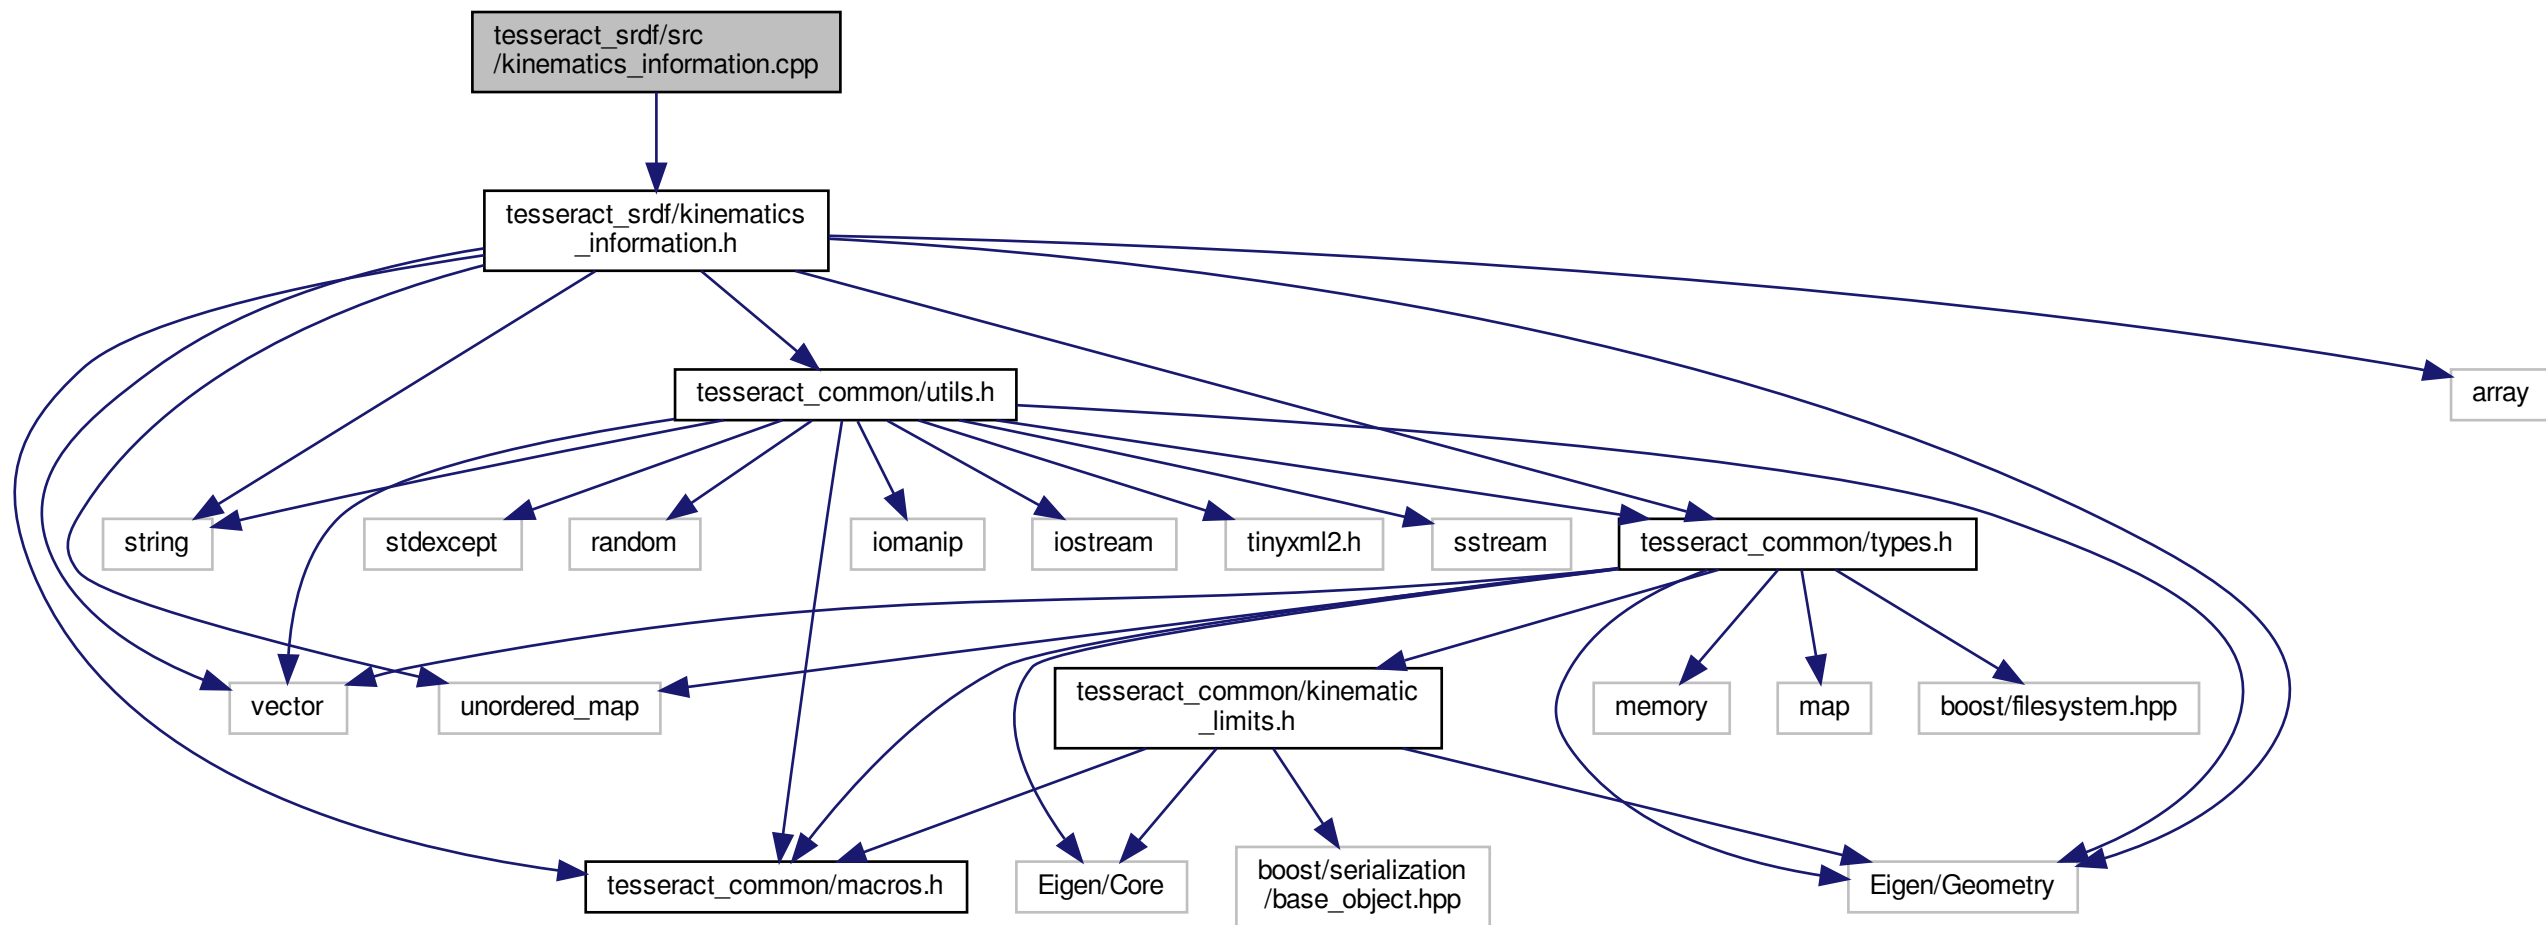 tesseract_srdf/src
/kinematics_information.cpp
tesseract_srdf/kinematics
_information.h
tesseract_common/utils.h
array
string
stdexcept
random
iomanip
iostream
tinyxml2.h
sstream
tesseract_common/types.h
vector
unordered_map
tesseract_common/kinematic
_limits.h
memory
map
boost/filesystem.hpp
tesseract_common/macros.h
Eigen/Core
boost/serialization
/base_object.hpp
Eigen/Geometry